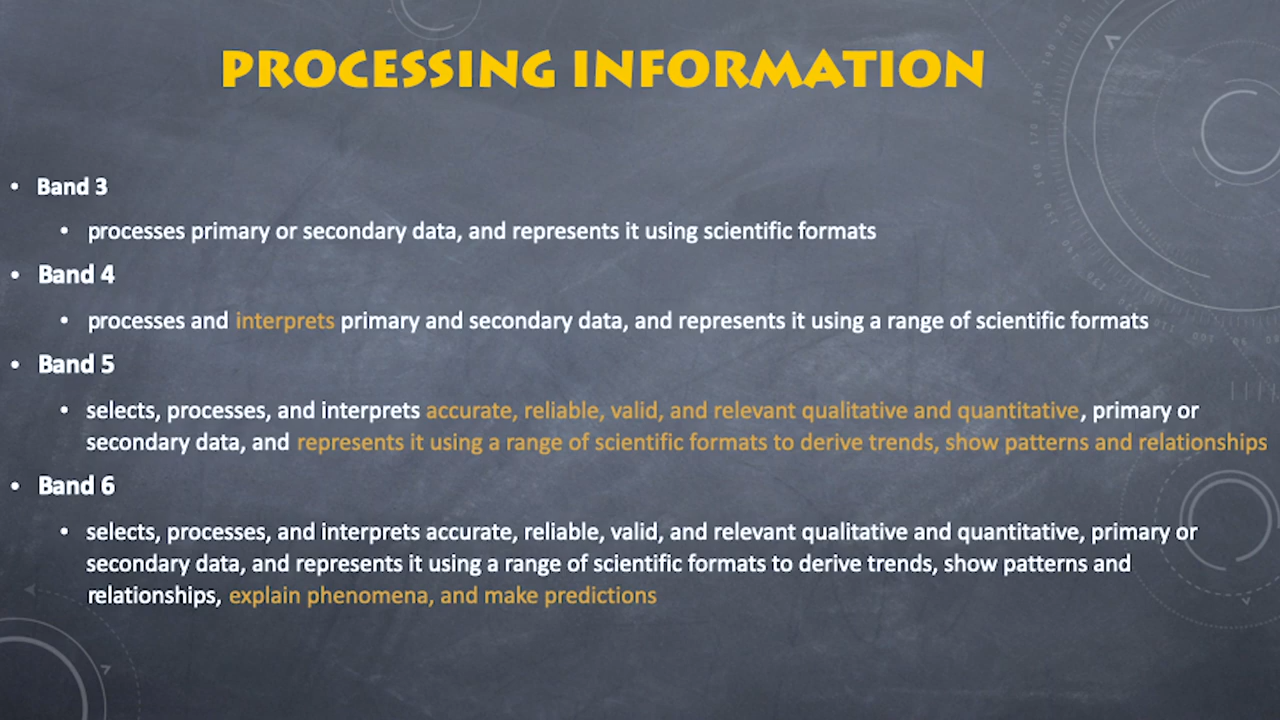 PROCESSING INFORMATION
• Band 3
• processes primary or secondary data, and represents it using scientific formats
• Band 4
• processes and interprets primary and secondary data, and represents it using a range of scientific formats
• Band 5
• selects, processes, and interprets accurate, reliable, valid, and relevant qualitative and quantitative, primary or
secondary data, and represents it using a range of scientific formats to derive trends, show patterns and relationships
• Band 6
• selects, processes, and interprets accurate, reliable, valid, and relevant qualitative and quantitative, primary or
secondary data, and represents it using a range of scientific formats to derive trends, show patterns and
relationships, explain phenomena, and make predictions